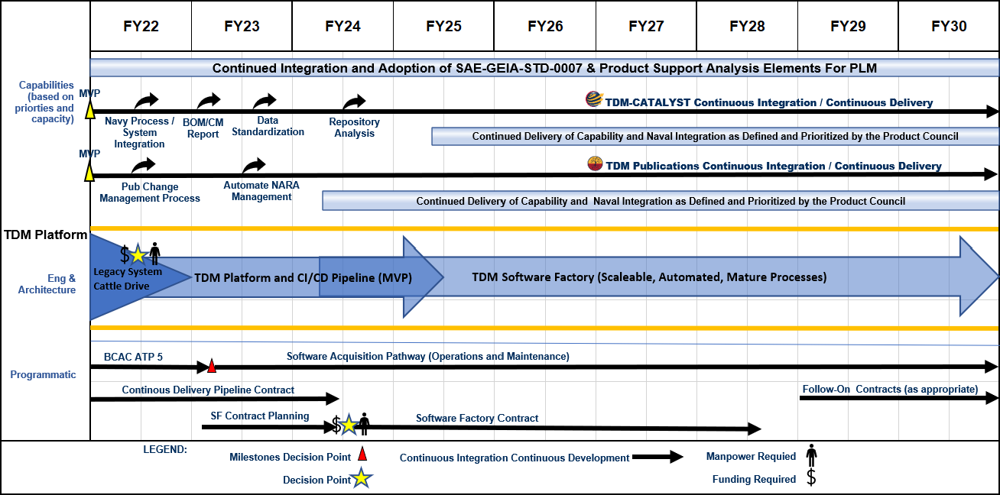 FY22 FY23 FY24 FY25 FY26 FY27 FY28 FY29 FY30
Continued Integration and Adoption of SAE-GEIA-STD-0007 & Product Support Analysis Elements For PLM
Capabilities
(based on
priorties and
capacity)
MVP
TDM-CATALYST Continuous Integration / Continuous Delivery
Navy Process /
System
Integration
BOM/CM
Report
Data
Standardization
Repository
Analysis
Continued Delivery of Capability and Naval Integration as Defined and Prioritized by the Product Council
MVP
TDM Publications Continuous Integration / Continuous Delivery
Pub Change
Management Process
Automate NARA
Management
Continued Delivery of Capability and Naval Integration as Defined and Prioritized by the Product Council
TDM Platform
Eng &
Architecture
$
Legacy System
Cattle Drive
TDM Platform and CI/CD Pipeline (MVP)
TDM Software Factory (Scaleable, Automated, Mature Processes)
Programmatic
BCAC ATP 5
Software Acquisition Pathway (Operations and Maintenance)
Continous Delivery Pipeline Contract
Follow-On Contracts (as appropriate)
SF Contract Planning
$
Software Factory Contract
LEGEND:
Milestones Decision Point
Decision Point
Continuous Integration Continuous Development
Manpower Requied
Funding Required $